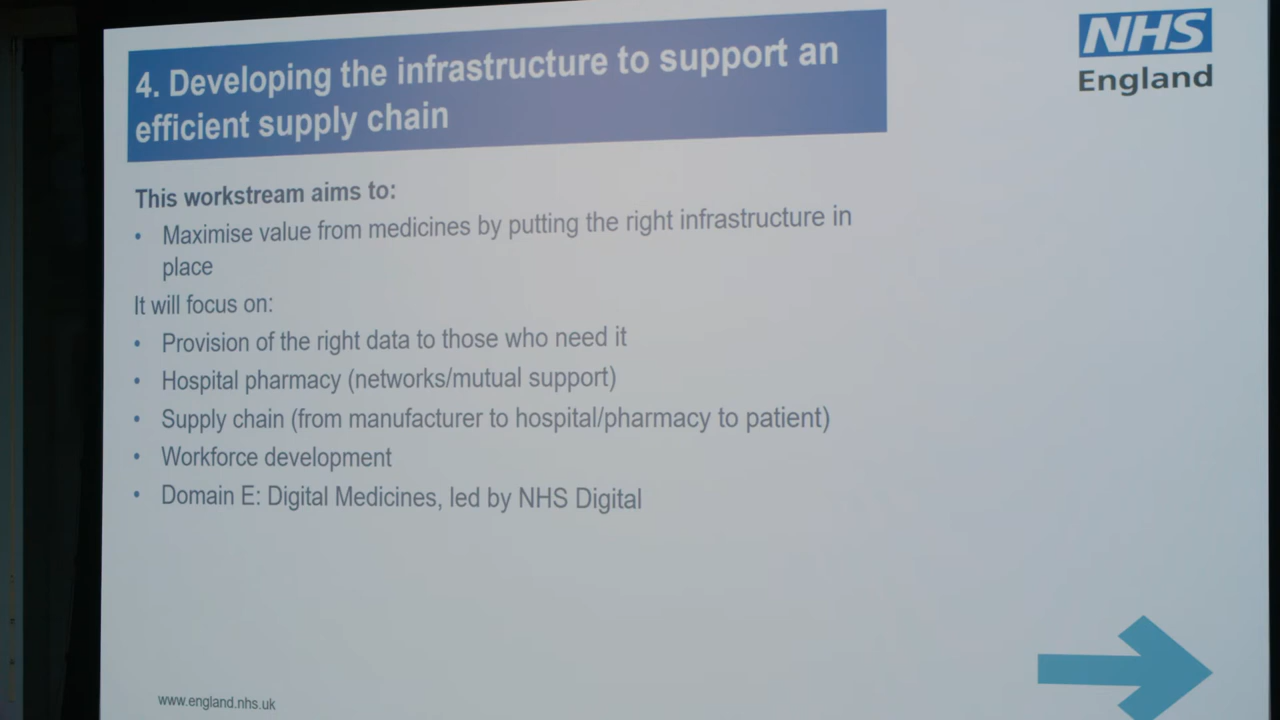 4. Developing the infrastructure to support an
efficient supply chain
NHS
England
This workstream aims to:
• Maximise value from medicines by putting the right infrastructure in
place
It will focus on:
• Provision of the right data to those who need it
• Hospital pharmacy (networks/mutual support)
• Supply chain (from manufacturer to hospital/pharmacy to patient)
• Workforce development
• Domain E: Digital Medicines, led by NHS Digital
www.england.nhs.uk